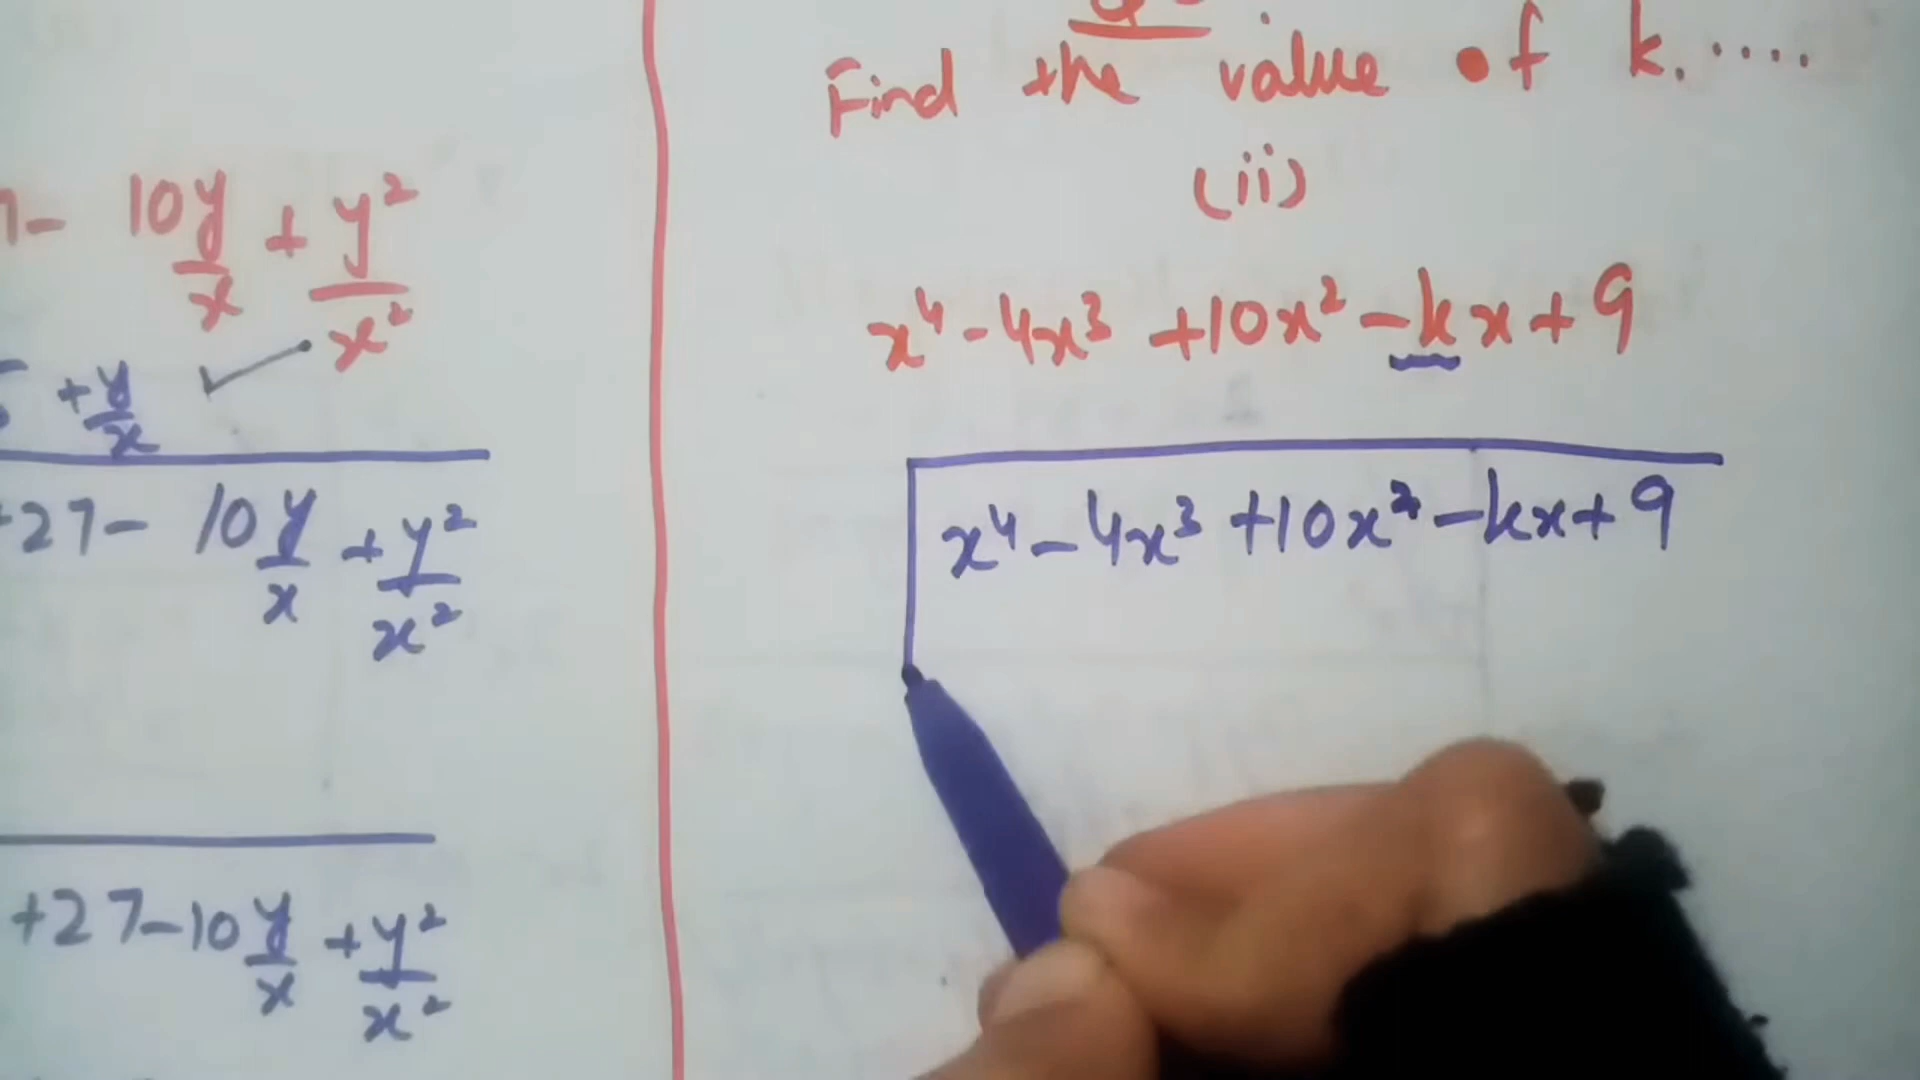 Find the value of k.....
(ii)
x⁴ - 4x³ + 10x² - kx + 9
x⁴ - 4x³ + 10x² - kx + 9
- 10y/x + y²/x²
+ y/x
+27 - 10y/x + y²/x²
+27 - 10y/x + y²/x²